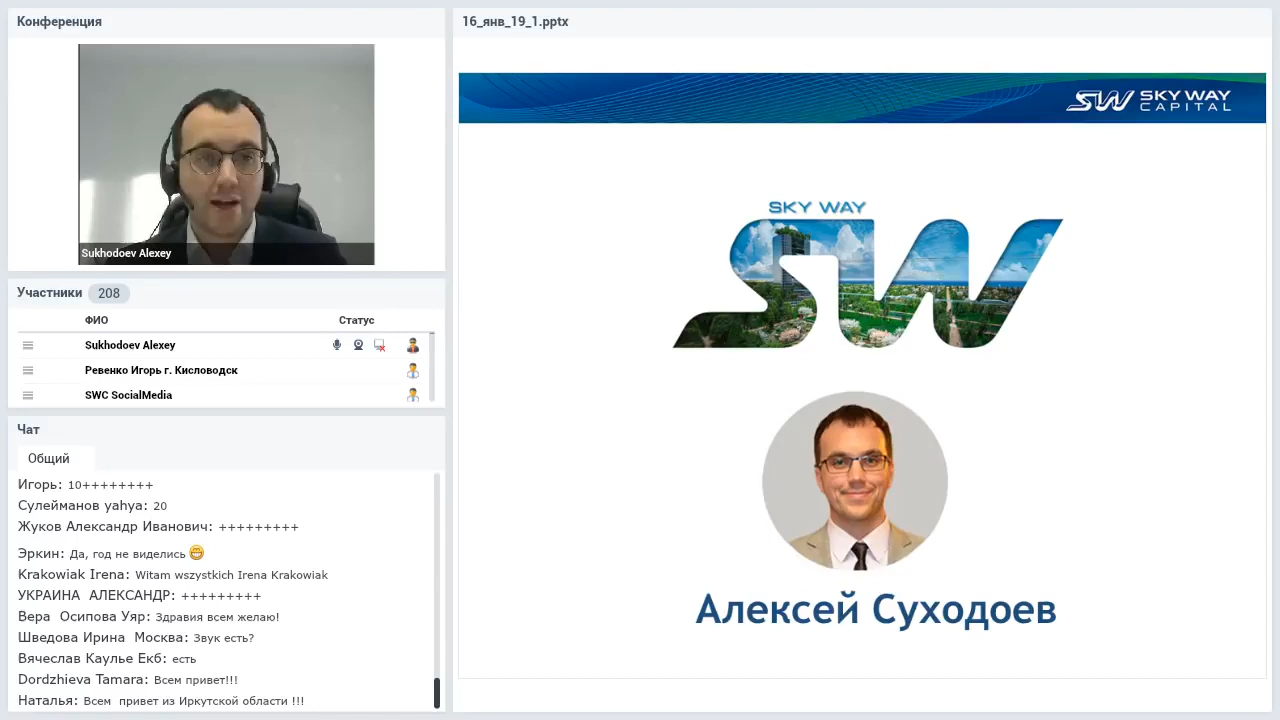 Конференция
Sukhodoev Alexey
Участники 208
ФИО Статус
Sukhodoev Alexey
Ревенко Игорь г. Кисловодск
SWC SocialMedia
Чат
Общий
Игорь: 10++++++++
Сулейманов yahya: 20
Жуков Александр Иванович: +++++++++
Эркин: Да, год не виделись
Krakowiak Irena: Witam wszystkich Irena Krakowiak
УКРАИНА АЛЕКСАНДР: +++++++++
Вера Осипова Уяр: Здравия всем желаю!
Шведова Ирина Москва: Звук есть?
Вячеслав Каулье Екб: есть
Dordzhieva Tamara: Всем привет!!!
Наталья: Всем привет из Иркутской области !!!
16_янв_19_1.pptx
SW SKY WAY
CAPITAL
SKY WAY
SW
Алексей Суходоев